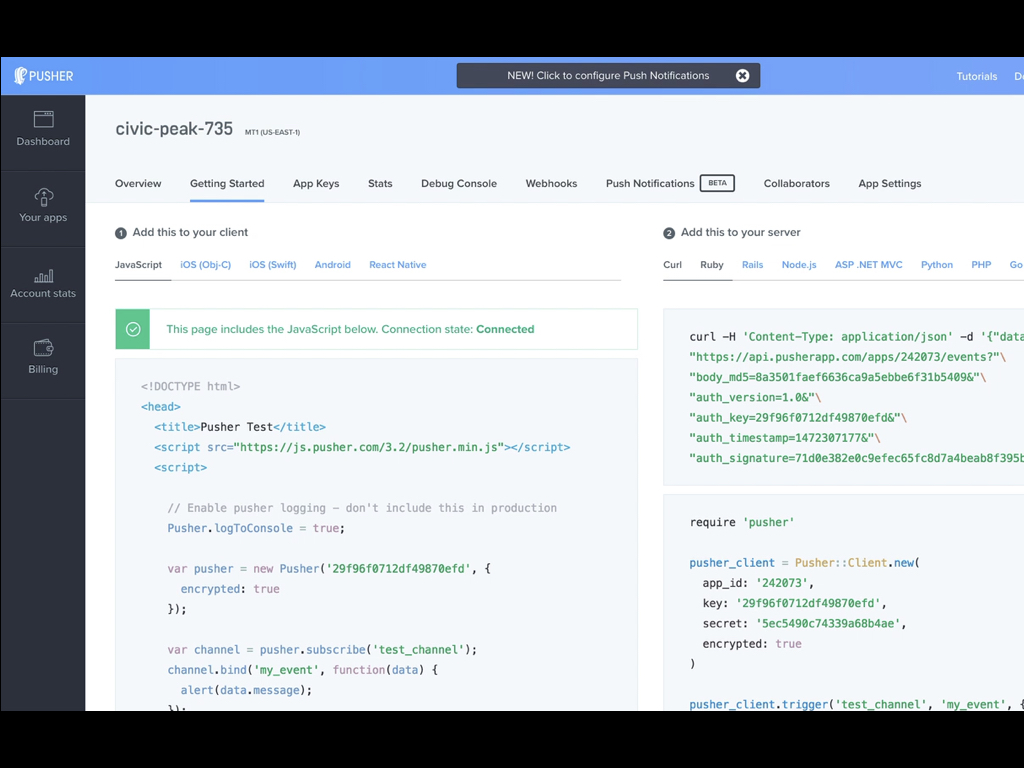 PUSHER
NEW! Click to configure Push Notifications
Tutorials
Dashboard
Your apps
Account stats
Billing
civic-peak-735 MT1 (US-EAST-1)
Overview Getting Started App Keys Stats Debug Console Webhooks Push Notifications BETA Collaborators App Settings
1 Add this to your client
JavaScript iOS (Obj-C) iOS (Swift) Android React Native
This page includes the JavaScript below. Connection state: Connected
<!DOCTYPE html>
<head>
<title>Pusher Test</title>
<script src="https://js.pusher.com/3.2/pusher.min.js"></script>
<script>
// Enable pusher logging - don't include this in production
Pusher.logToConsole = true;
var pusher = new Pusher('29f96f0712df49870efd', {
encrypted: true
});
var channel = pusher.subscribe('test_channel');
channel.bind('my_event', function(data) {
alert(data.message);
});
2 Add this to your server
Curl Ruby Rails Node.js ASP .NET MVC Python PHP Go
curl -H 'Content-Type: application/json' -d '{"data
"https://api.pusherapp.com/apps/242073/events?"\
"body_md5=8a3501faef6636ca9a5ebbe6f31b5409&"\
"auth_version=1.0&"\
"auth_key=29f96f0712df49870efd&"\
"auth_timestamp=1472307177&"\
"auth_signature=71d0e382e0c9efec65fc8d7a4beab8f395b
require 'pusher'
pusher_client = Pusher::Client.new(
app_id: '242073',
key: '29f96f0712df49870efd',
secret: '5ec5490c74339a68b4ae',
encrypted: true
)
pusher_client.trigger('test_channel', 'my_event', {